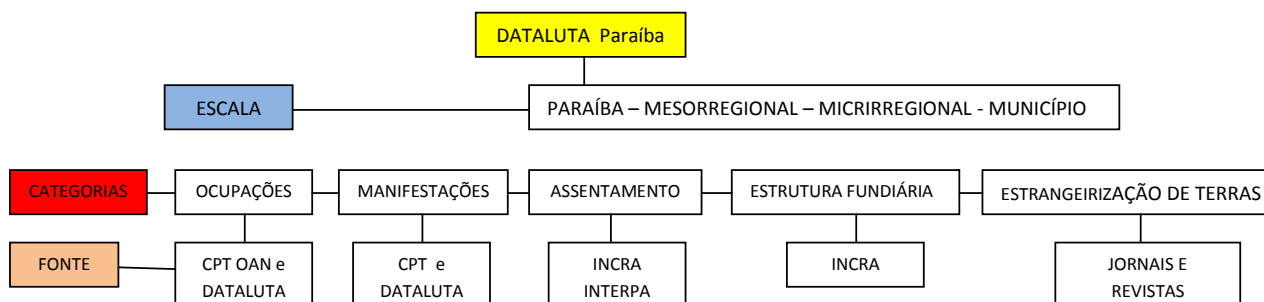 DATALUTA Paraíba
ESCALA
PARAÍBA – MESORREGIONAL – MICRIRREGIONAL - MUNICÍPIO
CATEGORIAS
OCUPAÇÕES
MANIFESTAÇÕES
ASSENTAMENTO
ESTRUTURA FUNDIÁRIA
ESTRANGEIRIZAÇÃO DE TERRAS
FONTE
CPT OAN e
DATALUTA
CPT e
DATALUTA
INCRA
INTERPA
INCRA
JORNAIS E
REVISTAS